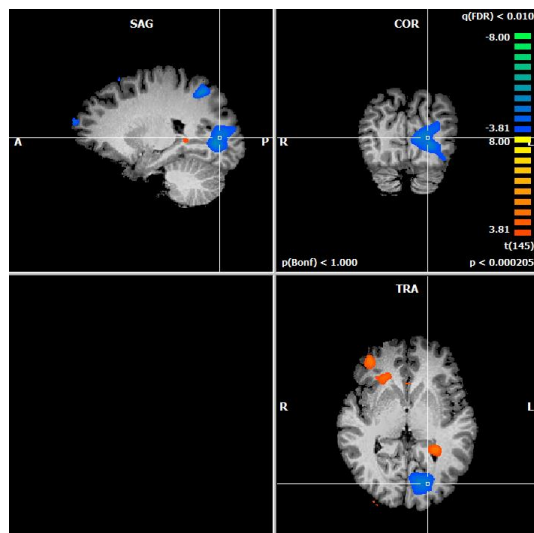 SAG
A
P
COR
q(FDR) < 0.010
-8.00
-3.81
8.00
3.81
t(145)
R
p(Bonf) < 1.000
p < 0.000205
TRA
R
L